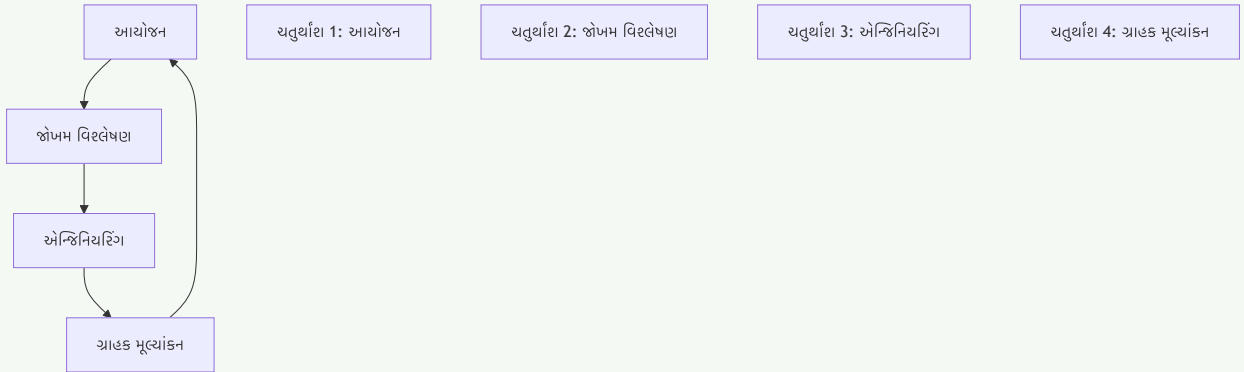 આયોજન
ચતુર્થાંશ 1: આયોજન
ચતુર્થાંશ 2: જોખમ વિશ્લેષણ
ચતુર્થાંશ 3: એન્જિનિયરિંગ
ચતુર્થાંશ 4: ગ્રાહક મૂલ્યાંકન
જોખમ વિશ્લેષણ
એન્જિનિયરિંગ
ગ્રાહક મૂલ્યાંકન